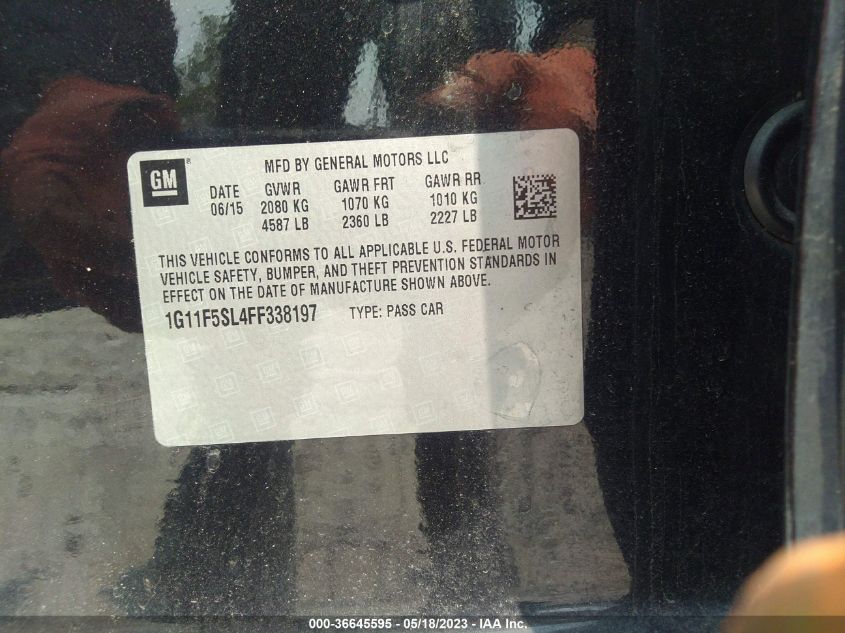 GM ®
MFD BY GENERAL MOTORS LLC
DATE GVWR GAWR FRT GAWR RR
06/15 2080 KG 1070 KG 1010 KG
4587 LB 2360 LB 2227 LB
THIS VEHICLE CONFORMS TO ALL APPLICABLE U.S. FEDERAL MOTOR
VEHICLE SAFETY, BUMPER, AND THEFT PREVENTION STANDARDS IN
EFFECT ON THE DATE OF MANUFACTURE SHOWN ABOVE.
1G11F5SL4FF338197 TYPE: PASS CAR
000-36645595 - 05/18/2023 - IAA Inc.